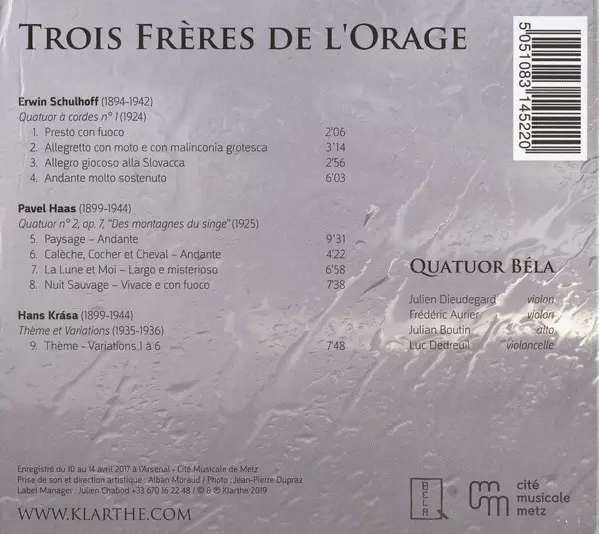 TROIS FRÈRES DE L'ORAGE
5 051083 145220
Erwin Schulhoff (1894-1942)
Quatuor à cordes n° 1 (1924)
1. Presto con fuoco 2'06
2. Allegretto con moto e con malinconia grotesca 3'14
3. Allegro giocoso alla Slovacca 2'56
4. Andante molto sostenuto 6'03
Pavel Haas (1899-1944)
Quatuor n° 2, op. 7, "Des montagnes du singe" (1925)
5. Paysage – Andante 9'31
6. Calèche, Cocher et Cheval – Andante 4'22
7. La Lune et Moi – Largo e misterioso 6'58
8. Nuit Sauvage – Vivace e con fuoco 7'38
Hans Krása (1899-1944)
Thème et Variations (1935-1936)
9. Thème - Variations 1 à 6 7'48
QUATUOR BÉLA
Julien Dieudegard violon
Frédéric Aurier violon
Julian Boutin alto
Luc Dedreuil violoncelle
Enregistré du 10 au 14 avril 2017 à l'Arsenal - Cité Musicale de Metz
Prise de son et direction artistique : Alban Moraud / Photo : Jean-Pierre Dupraz
Label Manager : Julien Chabod +33 670 16 22 48 / © & ℗ Klarthe 2019
WWW.KLARTHE.COM
BELA
cité
musicale
metz